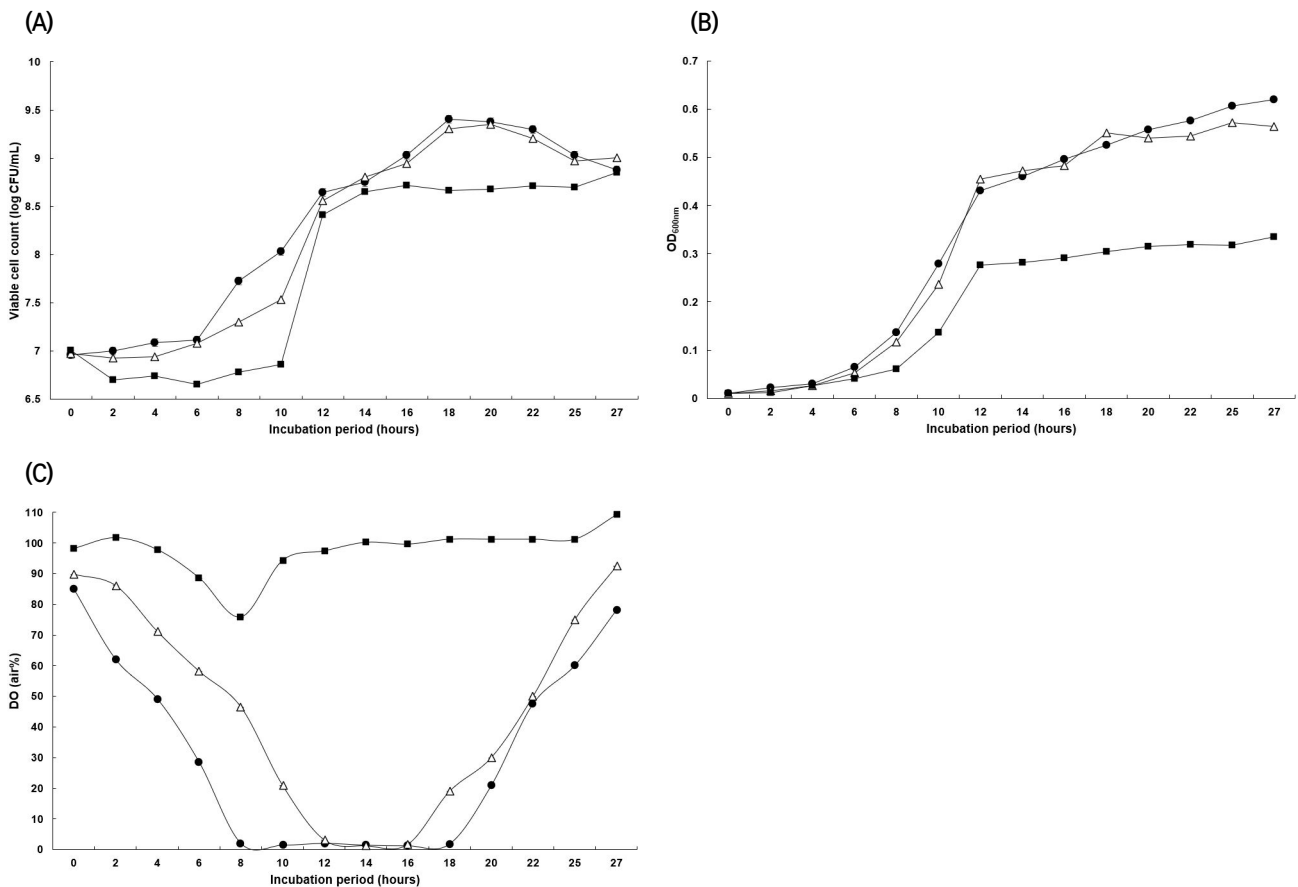 (A)
10
9.5
9
8.5
8
7.5
7
6.5
Viable cell count (log CFU/mL)
0 2 4 6 8 10 12 14 16 18 20 22 25 27
Incubation period (hours)
(B)
0.7
0.6
0.5
0.4
0.3
0.2
0.1
0
OD600nm
0 2 4 6 8 10 12 14 16 18 20 22 25 27
Incubation period (hours)
(C)
110
100
90
80
70
60
50
40
30
20
10
0
DO (air%)
0 2 4 6 8 10 12 14 16 18 20 22 25 27
Incubation period (hours)